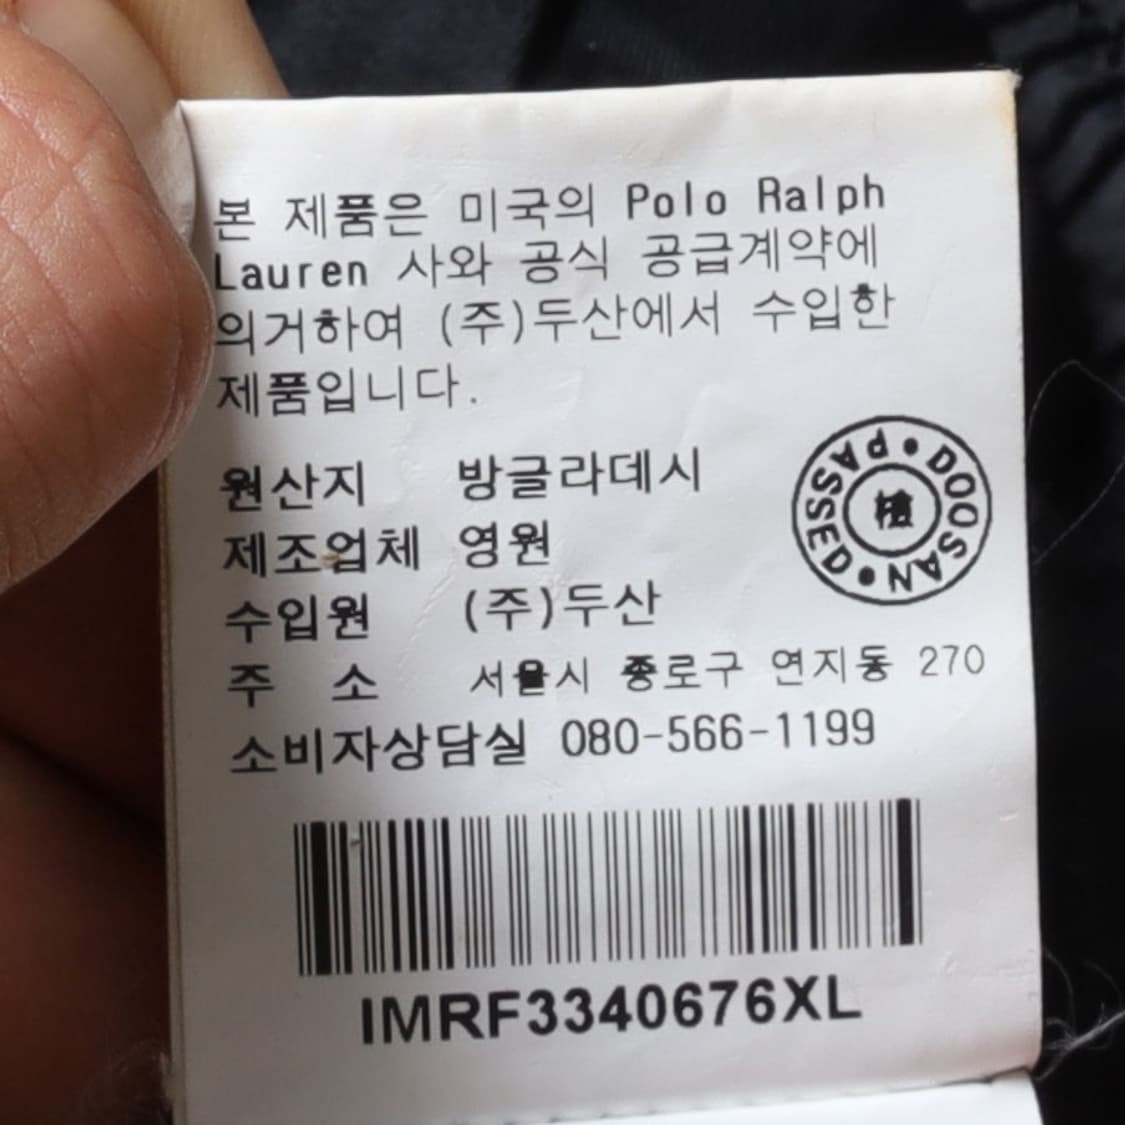 본 제품은 미국의 Polo Ralph
Lauren 사와 공식 공급계약에
의거하여 (주)두산에서 수입한
제품입니다.
원산지 방글라데시
제조업체 영원
수입원 (주)두산
주 소 서울시 종로구 연지동 270
소비자상담실 080-566-1199
PASSED • DOOSAN •
檢
IMRF3340676XL